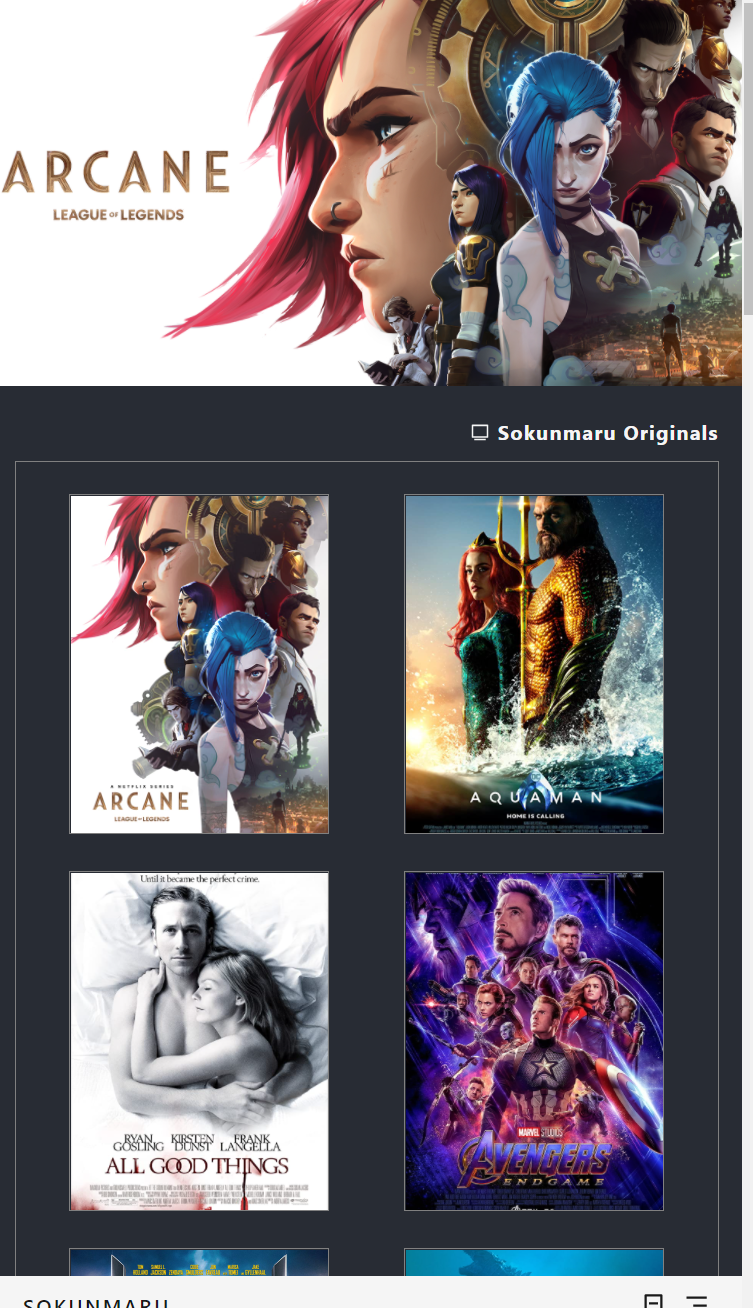 ARCANE
LEAGUE OF LEGENDS
Sokunmaru Originals
A NETFLIX SERIES
ARCANE
LEAGUE OF LEGENDS
AQUAMAN
HOME IS CALLING
Until it became the perfect crime.
RYAN GOSLING KIRSTEN DUNST FRANK LANGELLA
ALL GOOD THINGS
MARVEL STUDIOS
AVENGERS
ENDGAME
SOKUNMARU